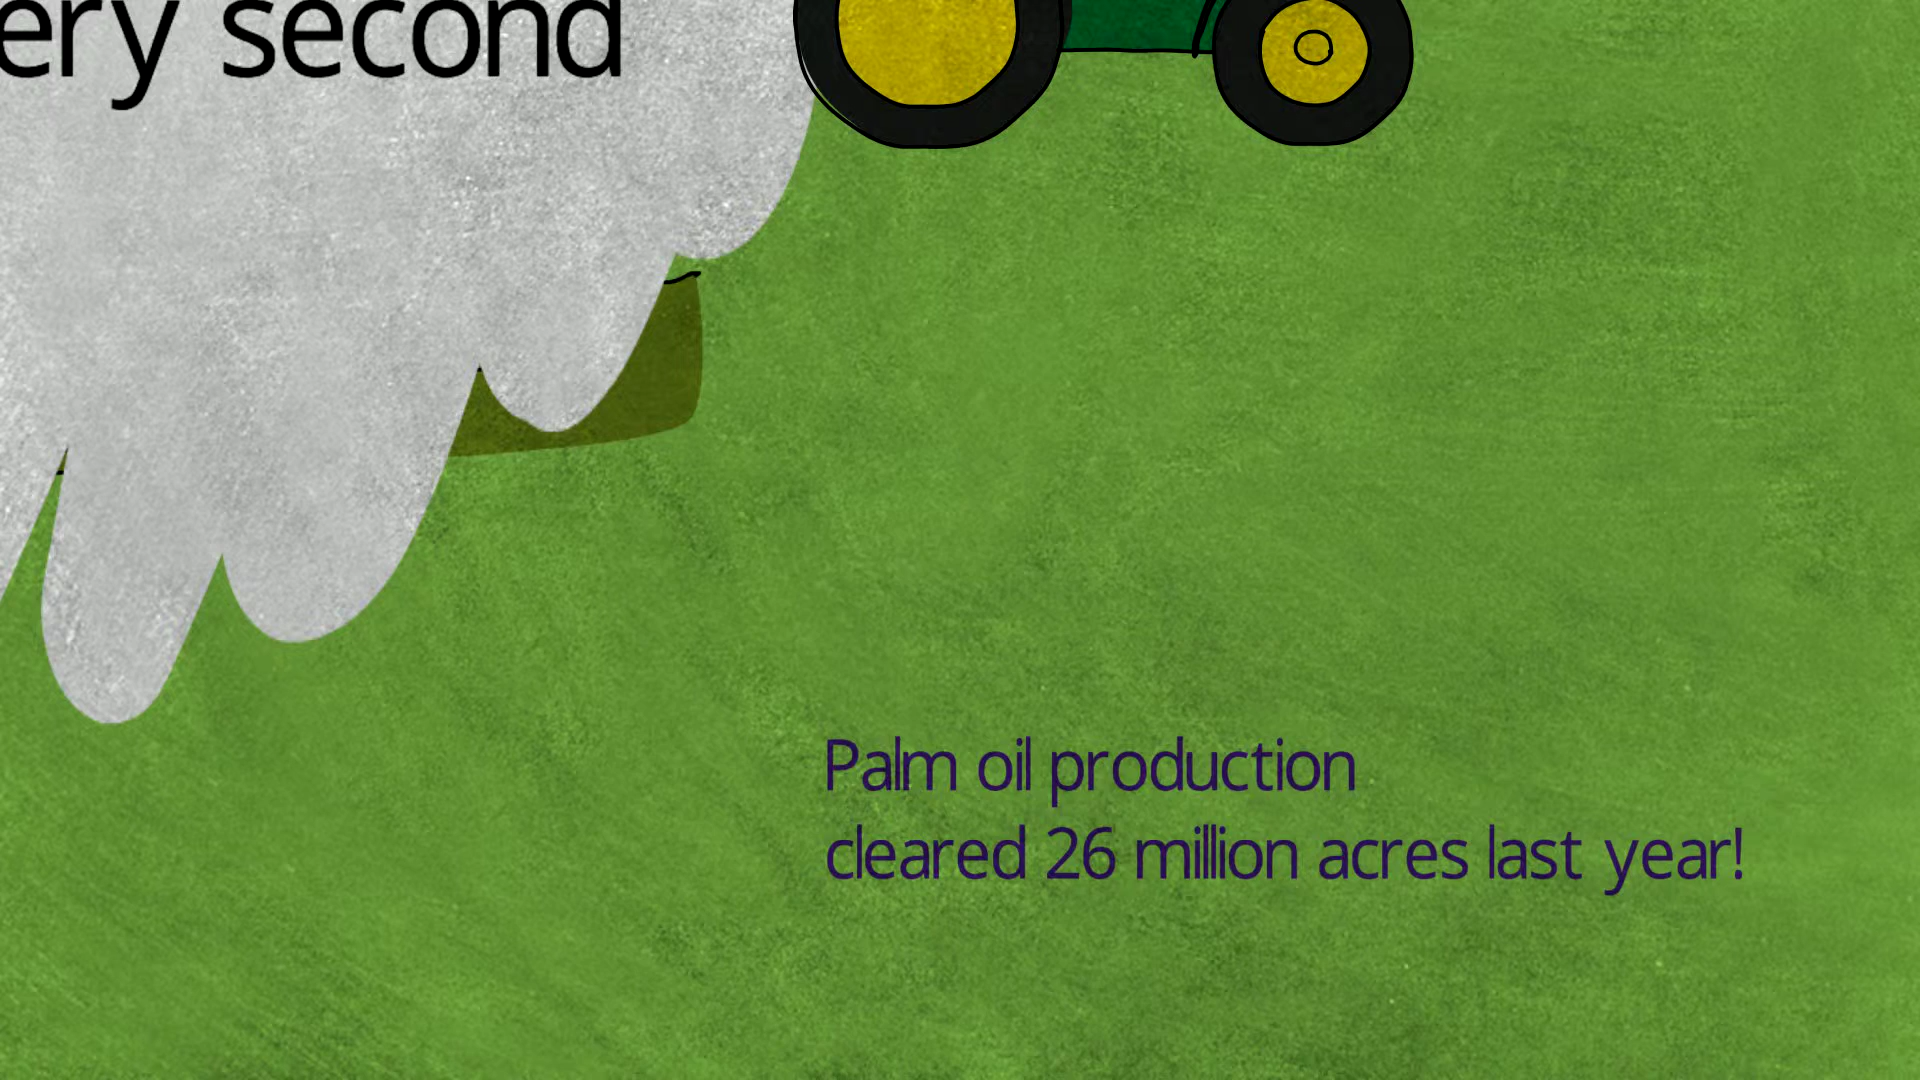 ery second
Palm oil production
cleared 26 million acres last year!